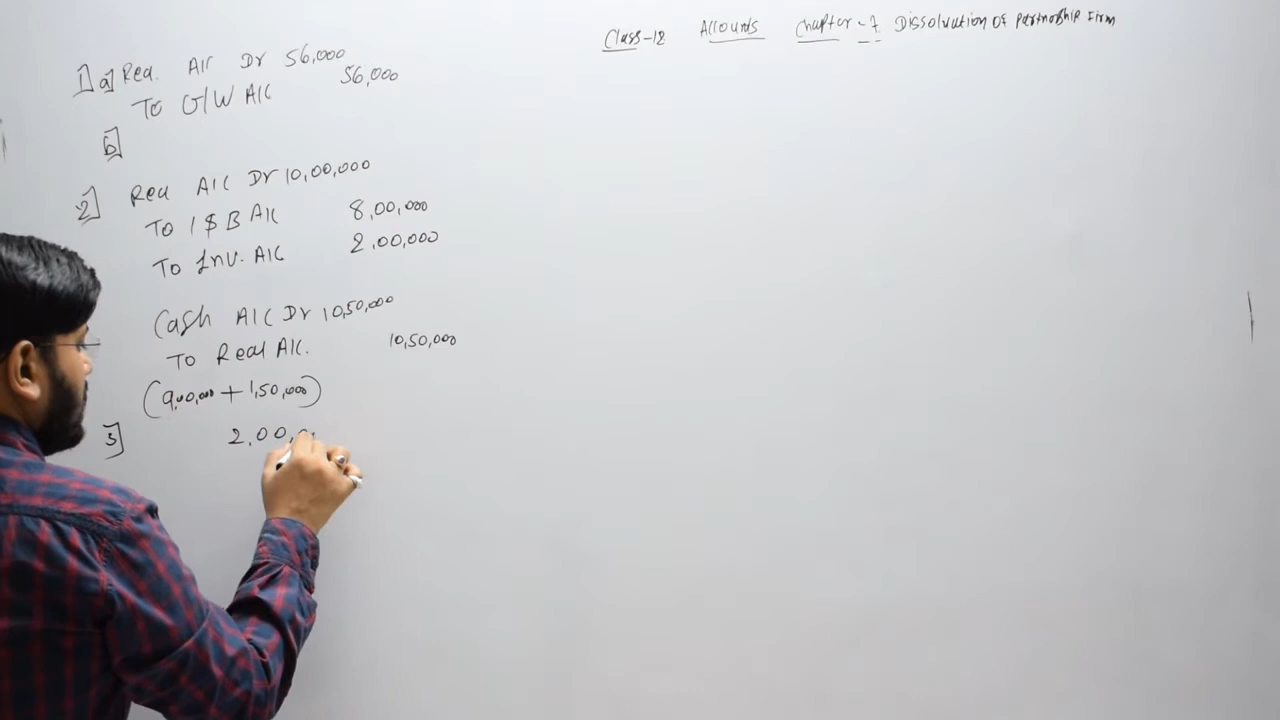 Class-12 Accounts Chapter-7 Dissolution of Partnership Firm
1] a] Rea. A/C Dr 56,000
To G/W A/C 56,000
b]
2] Rea A/C Dr 10,00,000
To L & B A/C 8,00,000
To Inv. A/C 2,00,000
Cash A/C Dr 10,50,000
To Real A/C. 10,50,000
(9,00,000 + 1,50,000)
3] 2,00,0